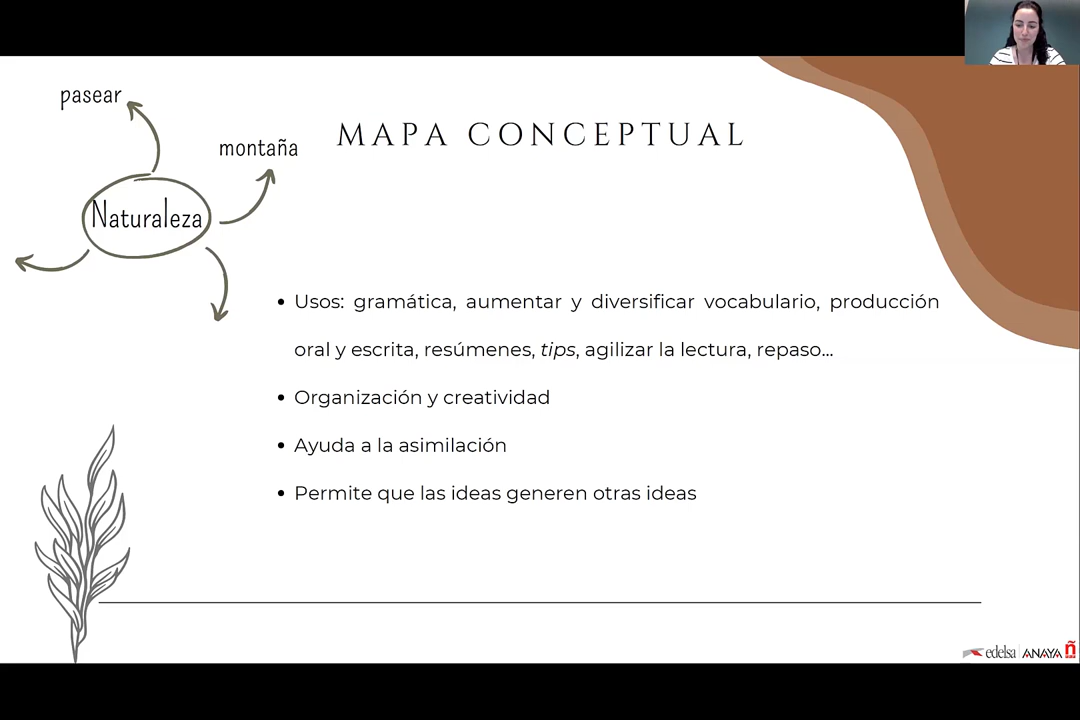 pasear
montaña
MAPA CONCEPTUAL
Naturaleza
• Usos: gramática, aumentar y diversificar vocabulario, producción
oral y escrita, resúmenes, tips, agilizar la lectura, repaso...
• Organización y creatividad
• Ayuda a la asimilación
• Permite que las ideas generen otras ideas
edelsa ANAYA ñ